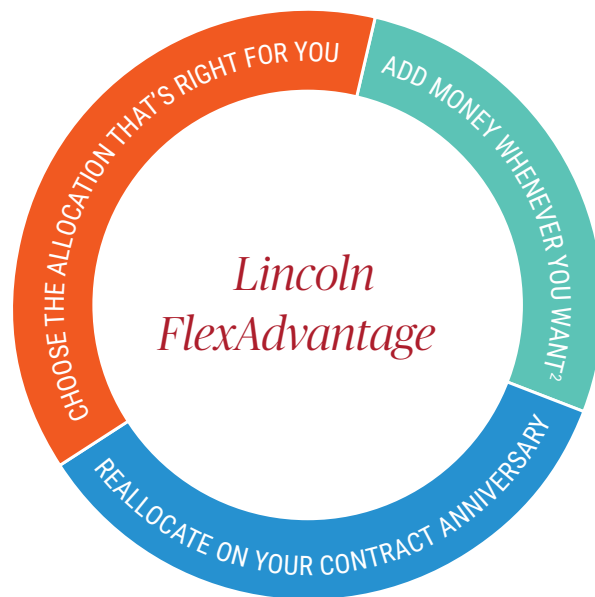 CHOOSE THE ALLOCATION THAT'S RIGHT FOR YOU
ADD MONEY WHENEVER YOU WANT²
Lincoln
FlexAdvantage
REALLOCATE ON YOUR CONTRACT ANNIVERSARY